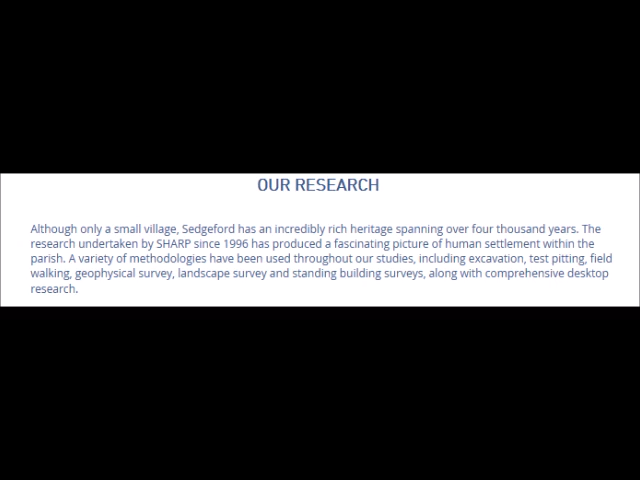 OUR RESEARCH
Although only a small village, Sedgeford has an incredibly rich heritage spanning over four thousand years. The
research undertaken by SHARP since 1996 has produced a fascinating picture of human settlement within the
parish. A variety of methodologies have been used throughout our studies, including excavation, test pitting, field
walking, geophysical survey, landscape survey and standing building surveys, along with comprehensive desktop
research.